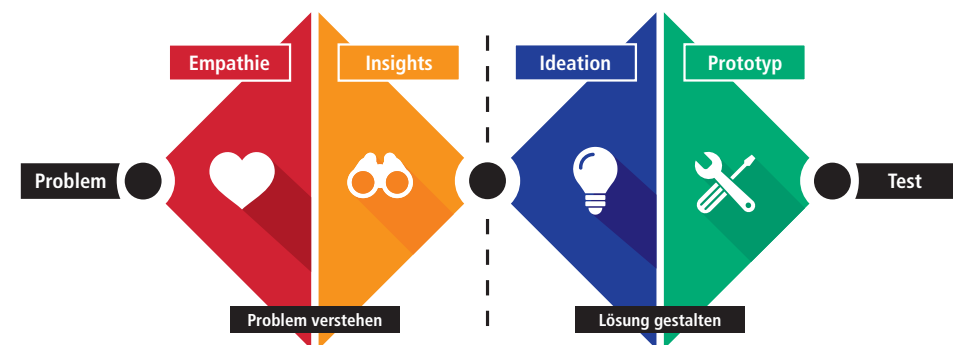 Empathie
Insights
Ideation
Prototyp
Problem
Test
Problem verstehen
Lösung gestalten